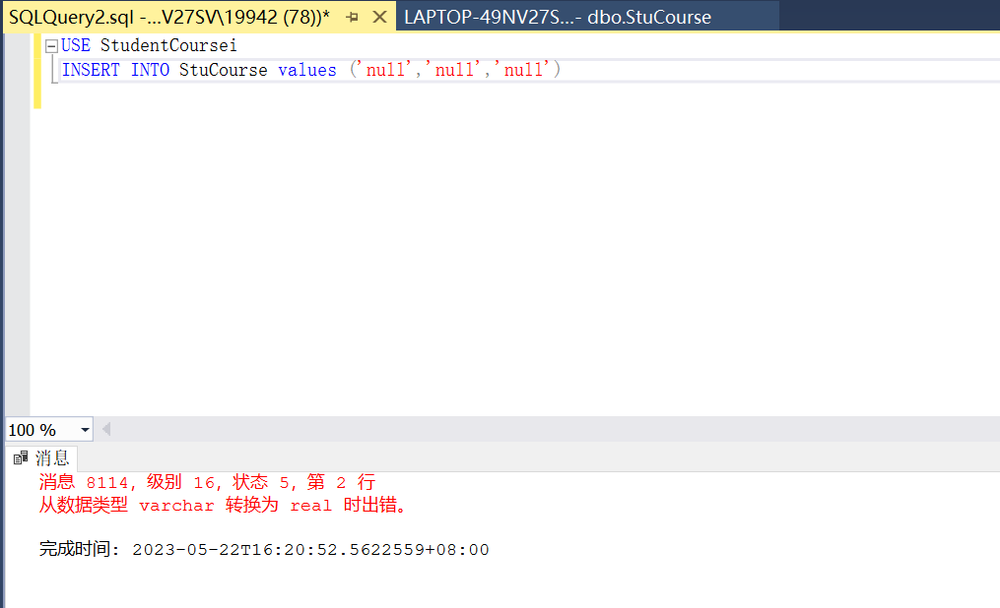 SQLQuery2.sql -...V27SV\19942 (78))* LAPTOP-49NV27S...- dbo.StuCourse
USE StudentCoursei
INSERT INTO StuCourse values ('null','null','null')
100 %
消息
消息 8114, 级别 16, 状态 5, 第 2 行
从数据类型 varchar 转换为 real 时出错。
完成时间: 2023-05-22T16:20:52.5622559+08:00